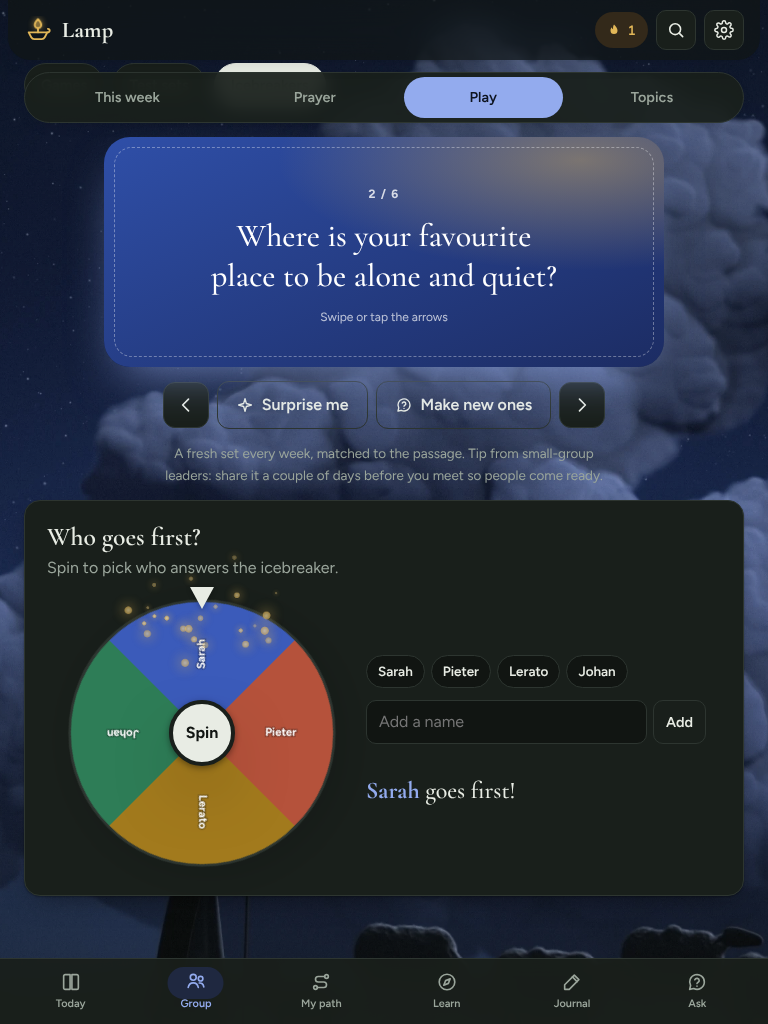 Lamp
1
This week
Prayer
Play
Topics
2 / 6
Where is your favourite
place to be alone and quiet?
Swipe or tap the arrows
Surprise me
Make new ones
A fresh set every week, matched to the passage. Tip from small-group
leaders: share it a couple of days before you meet so people come ready.
Who goes first?
Spin to pick who answers the icebreaker.
Sarah
Johan
Spin
Pieter
Lerato
Sarah
Pieter
Lerato
Johan
Add a name
Add
Sarah goes first!
Today
Group
My path
Learn
Journal
Ask